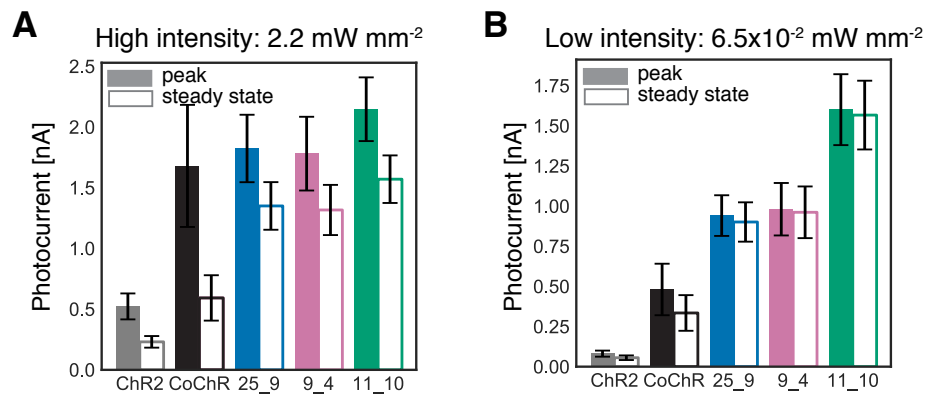 A
High intensity: 2.2 mW mm-2
Photocurrent [nA]
2.5
2.0
1.5
1.0
0.5
0.0
peak
steady state
ChR2 CoChR 25_9 9_4 11_10
B
Low intensity: 6.5x10-2 mW mm-2
Photocurrent [nA]
1.75
1.50
1.25
1.00
0.75
0.50
0.25
0.00
peak
steady state
ChR2 CoChR 25_9 9_4 11_10